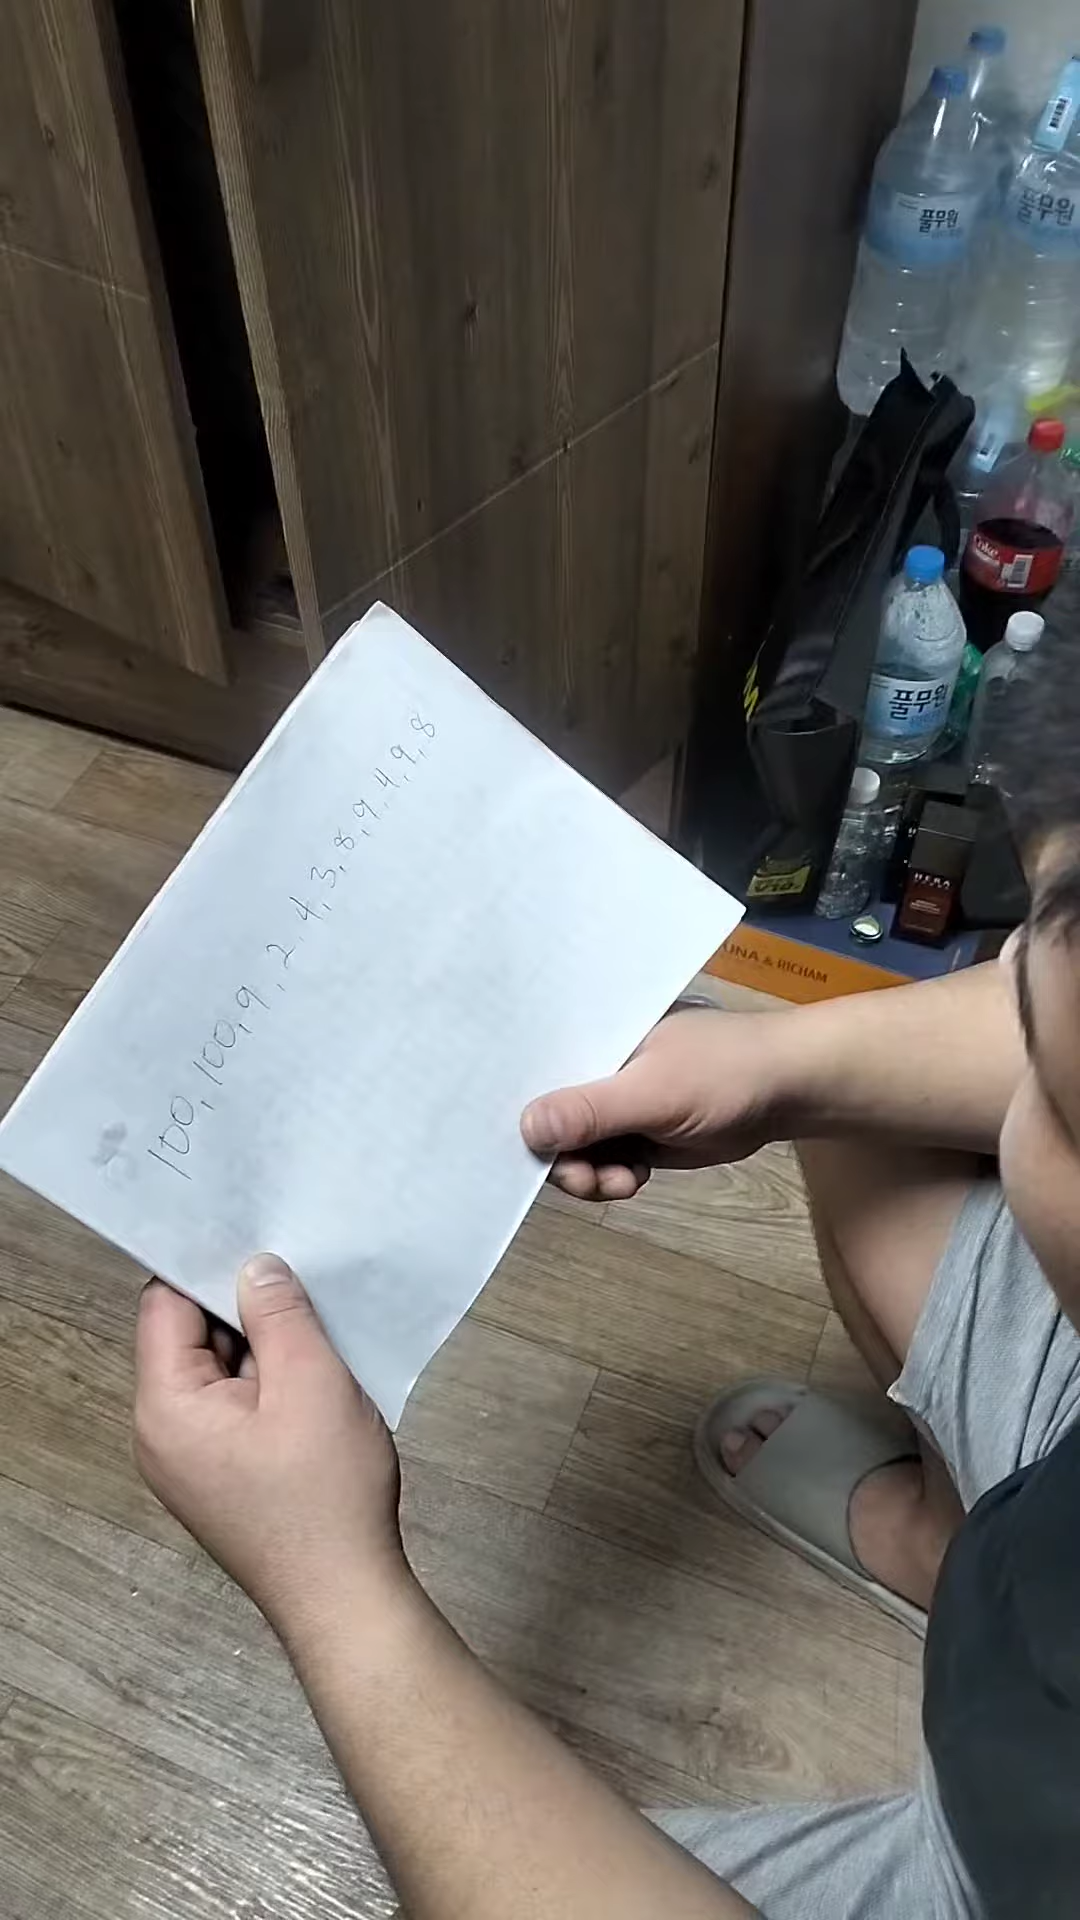 100, 100, 9, 2, 4, 3, 8, 9, 4, 9, 8
풀무원
풀무원
Coke
풀무원
HERA
UNA & RICHAM